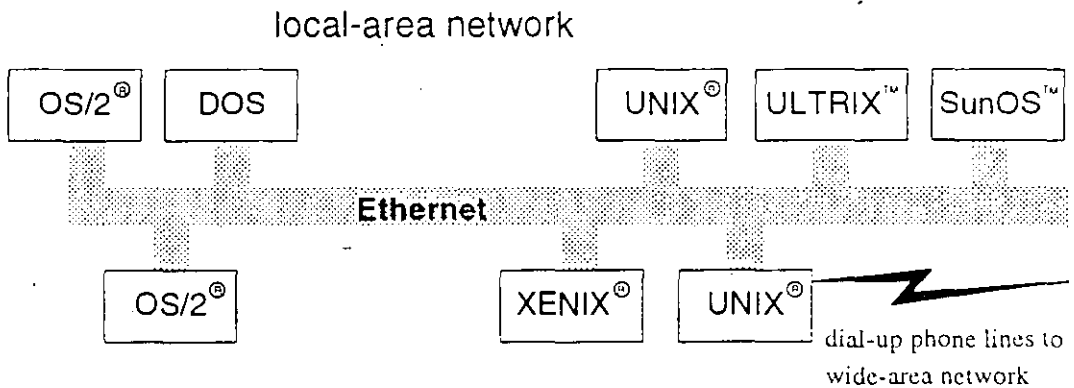 local-area network
OS/2® DOS UNIX® ULTRIX™ SunOS™
Ethernet
OS/2® XENIX® UNIX®
dial-up phone lines to
wide-area network